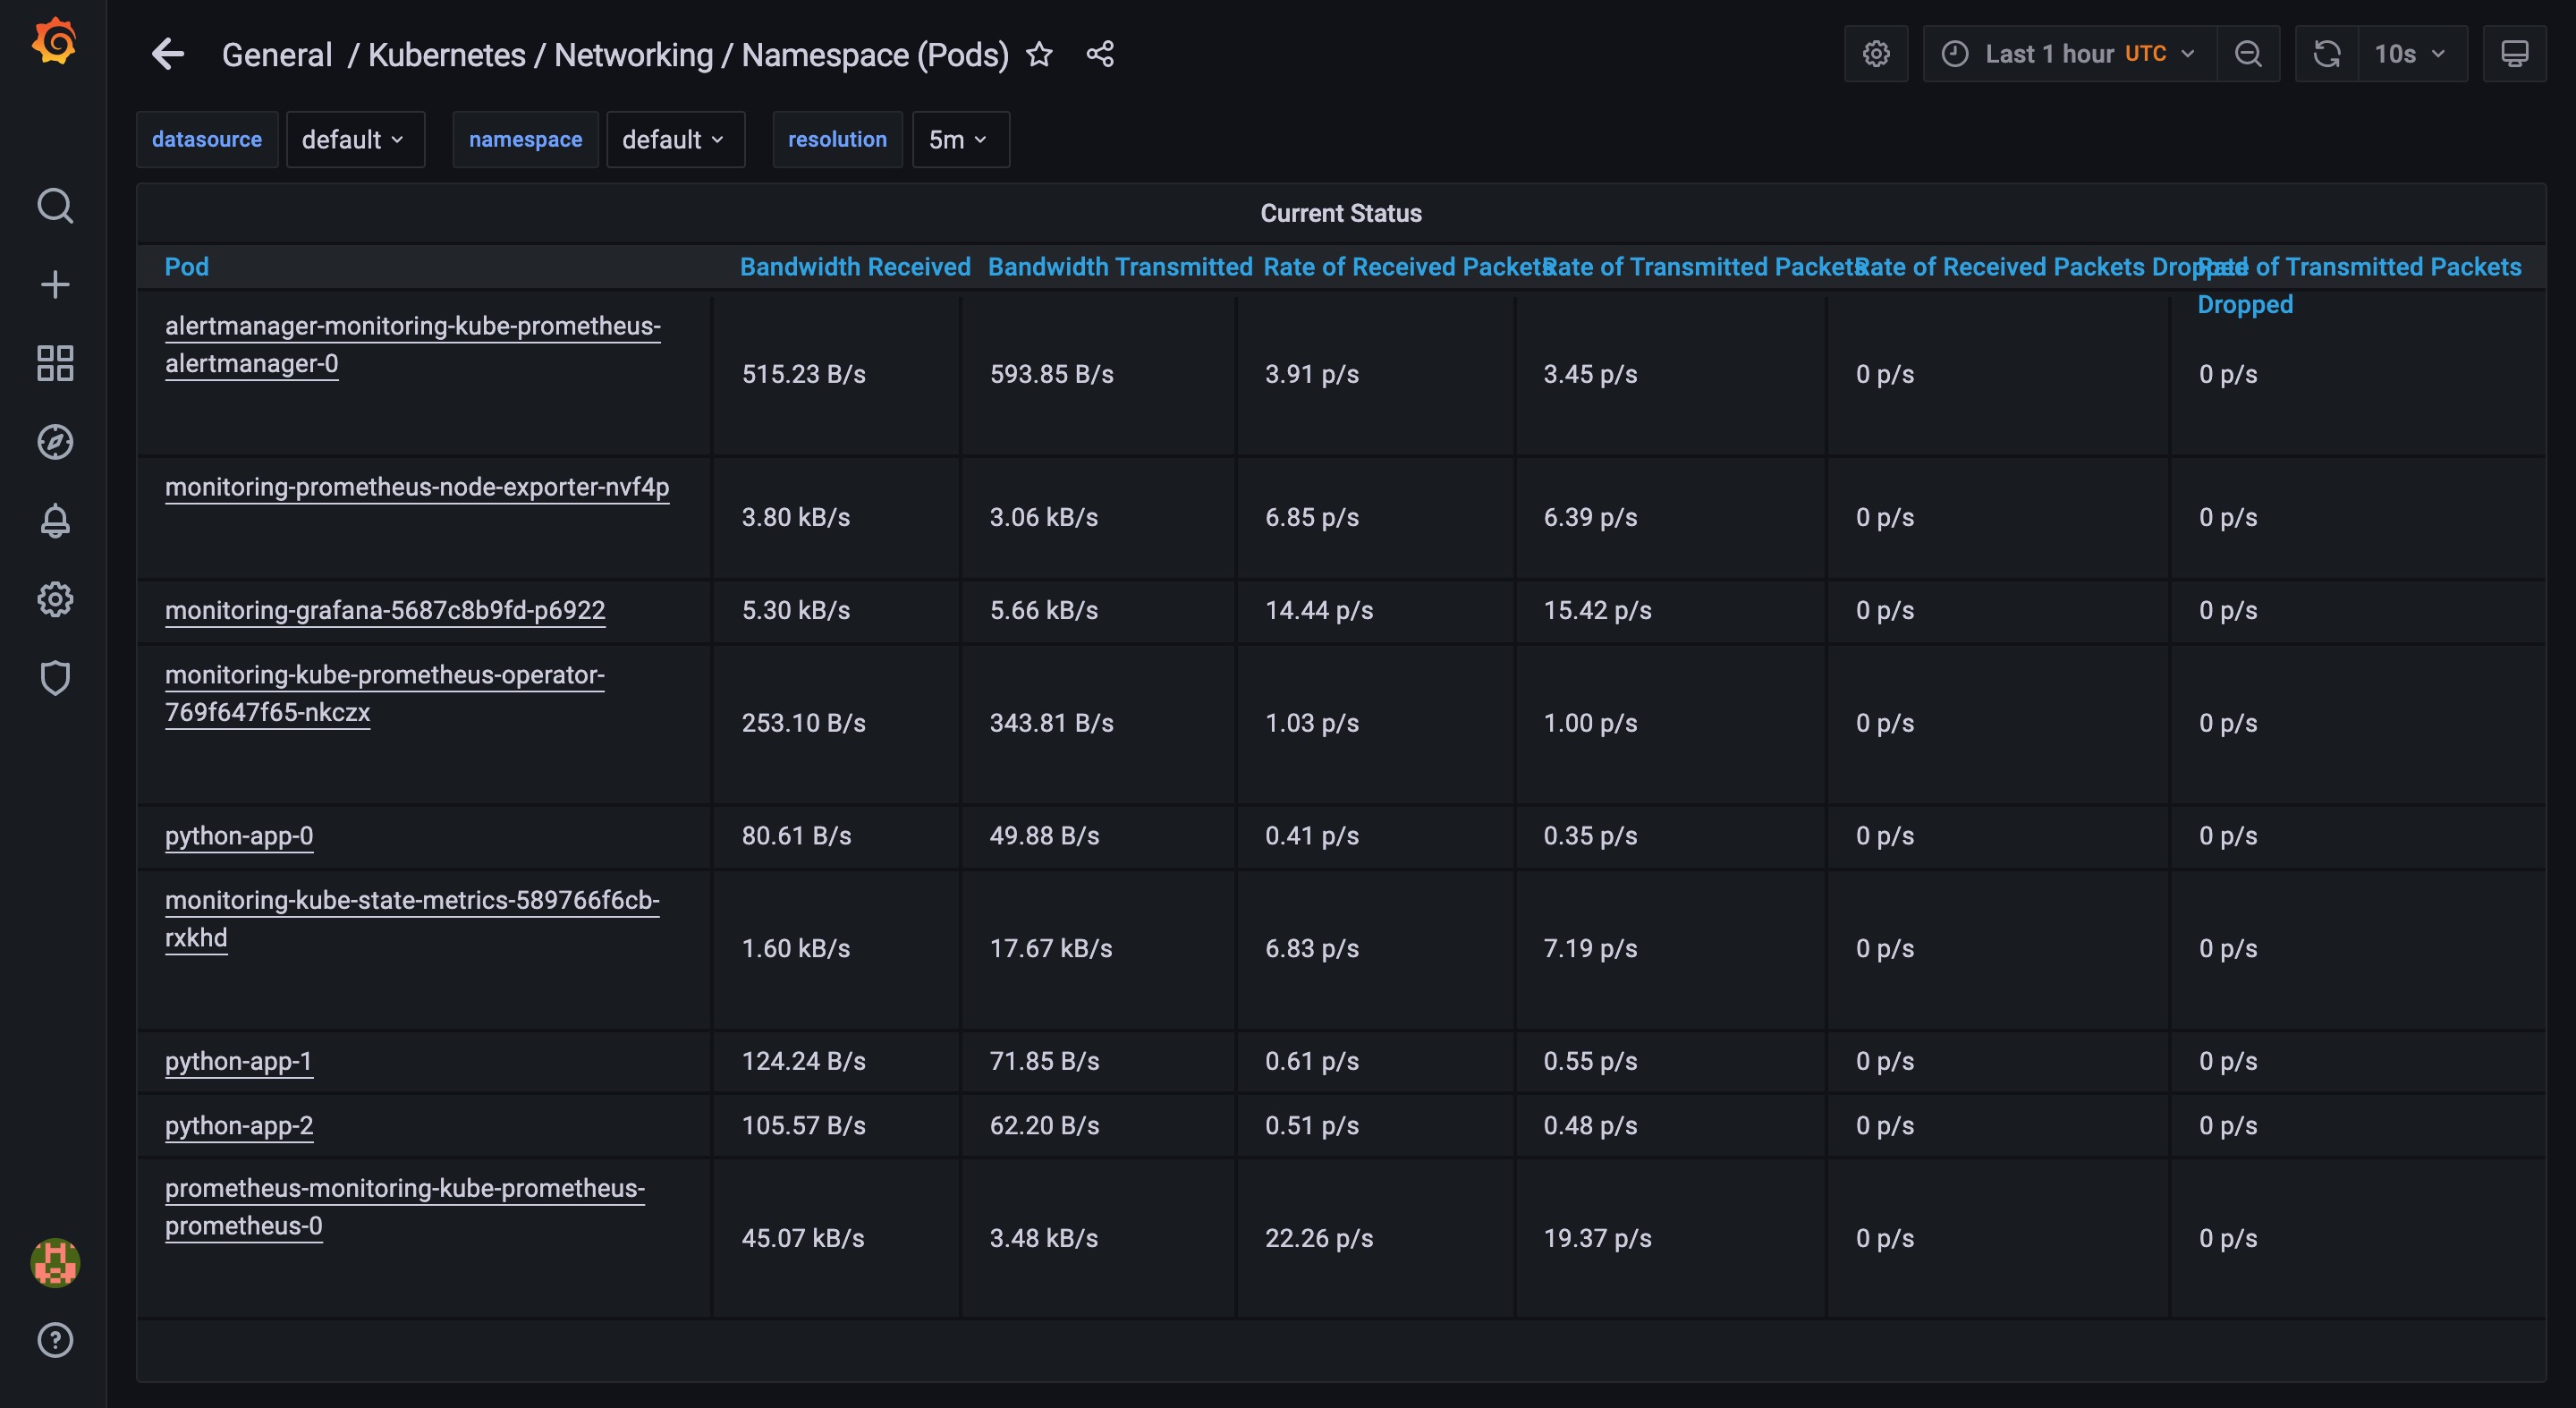 General / Kubernetes / Networking / Namespace (Pods)
Last 1 hour UTC
10s
datasource default namespace default resolution 5m
Current Status
Pod Bandwidth Received Bandwidth Transmitted Rate of Received Packets Rate of Transmitted Packets Rate of Received Packets Dropped Rate of Transmitted Packets
Dropped
alertmanager-monitoring-kube-prometheus-
alertmanager-0
515.23 B/s 593.85 B/s 3.91 p/s 3.45 p/s 0 p/s 0 p/s
monitoring-prometheus-node-exporter-nvf4p
3.80 kB/s 3.06 kB/s 6.85 p/s 6.39 p/s 0 p/s 0 p/s
monitoring-grafana-5687c8b9fd-p6922 5.30 kB/s 5.66 kB/s 14.44 p/s 15.42 p/s 0 p/s 0 p/s
monitoring-kube-prometheus-operator-
769f647f65-nkczx
253.10 B/s 343.81 B/s 1.03 p/s 1.00 p/s 0 p/s 0 p/s
python-app-0 80.61 B/s 49.88 B/s 0.41 p/s 0.35 p/s 0 p/s 0 p/s
monitoring-kube-state-metrics-589766f6cb-
rxkhd
1.60 kB/s 17.67 kB/s 6.83 p/s 7.19 p/s 0 p/s 0 p/s
python-app-1 124.24 B/s 71.85 B/s 0.61 p/s 0.55 p/s 0 p/s 0 p/s
python-app-2 105.57 B/s 62.20 B/s 0.51 p/s 0.48 p/s 0 p/s 0 p/s
prometheus-monitoring-kube-prometheus-
prometheus-0
45.07 kB/s 3.48 kB/s 22.26 p/s 19.37 p/s 0 p/s 0 p/s